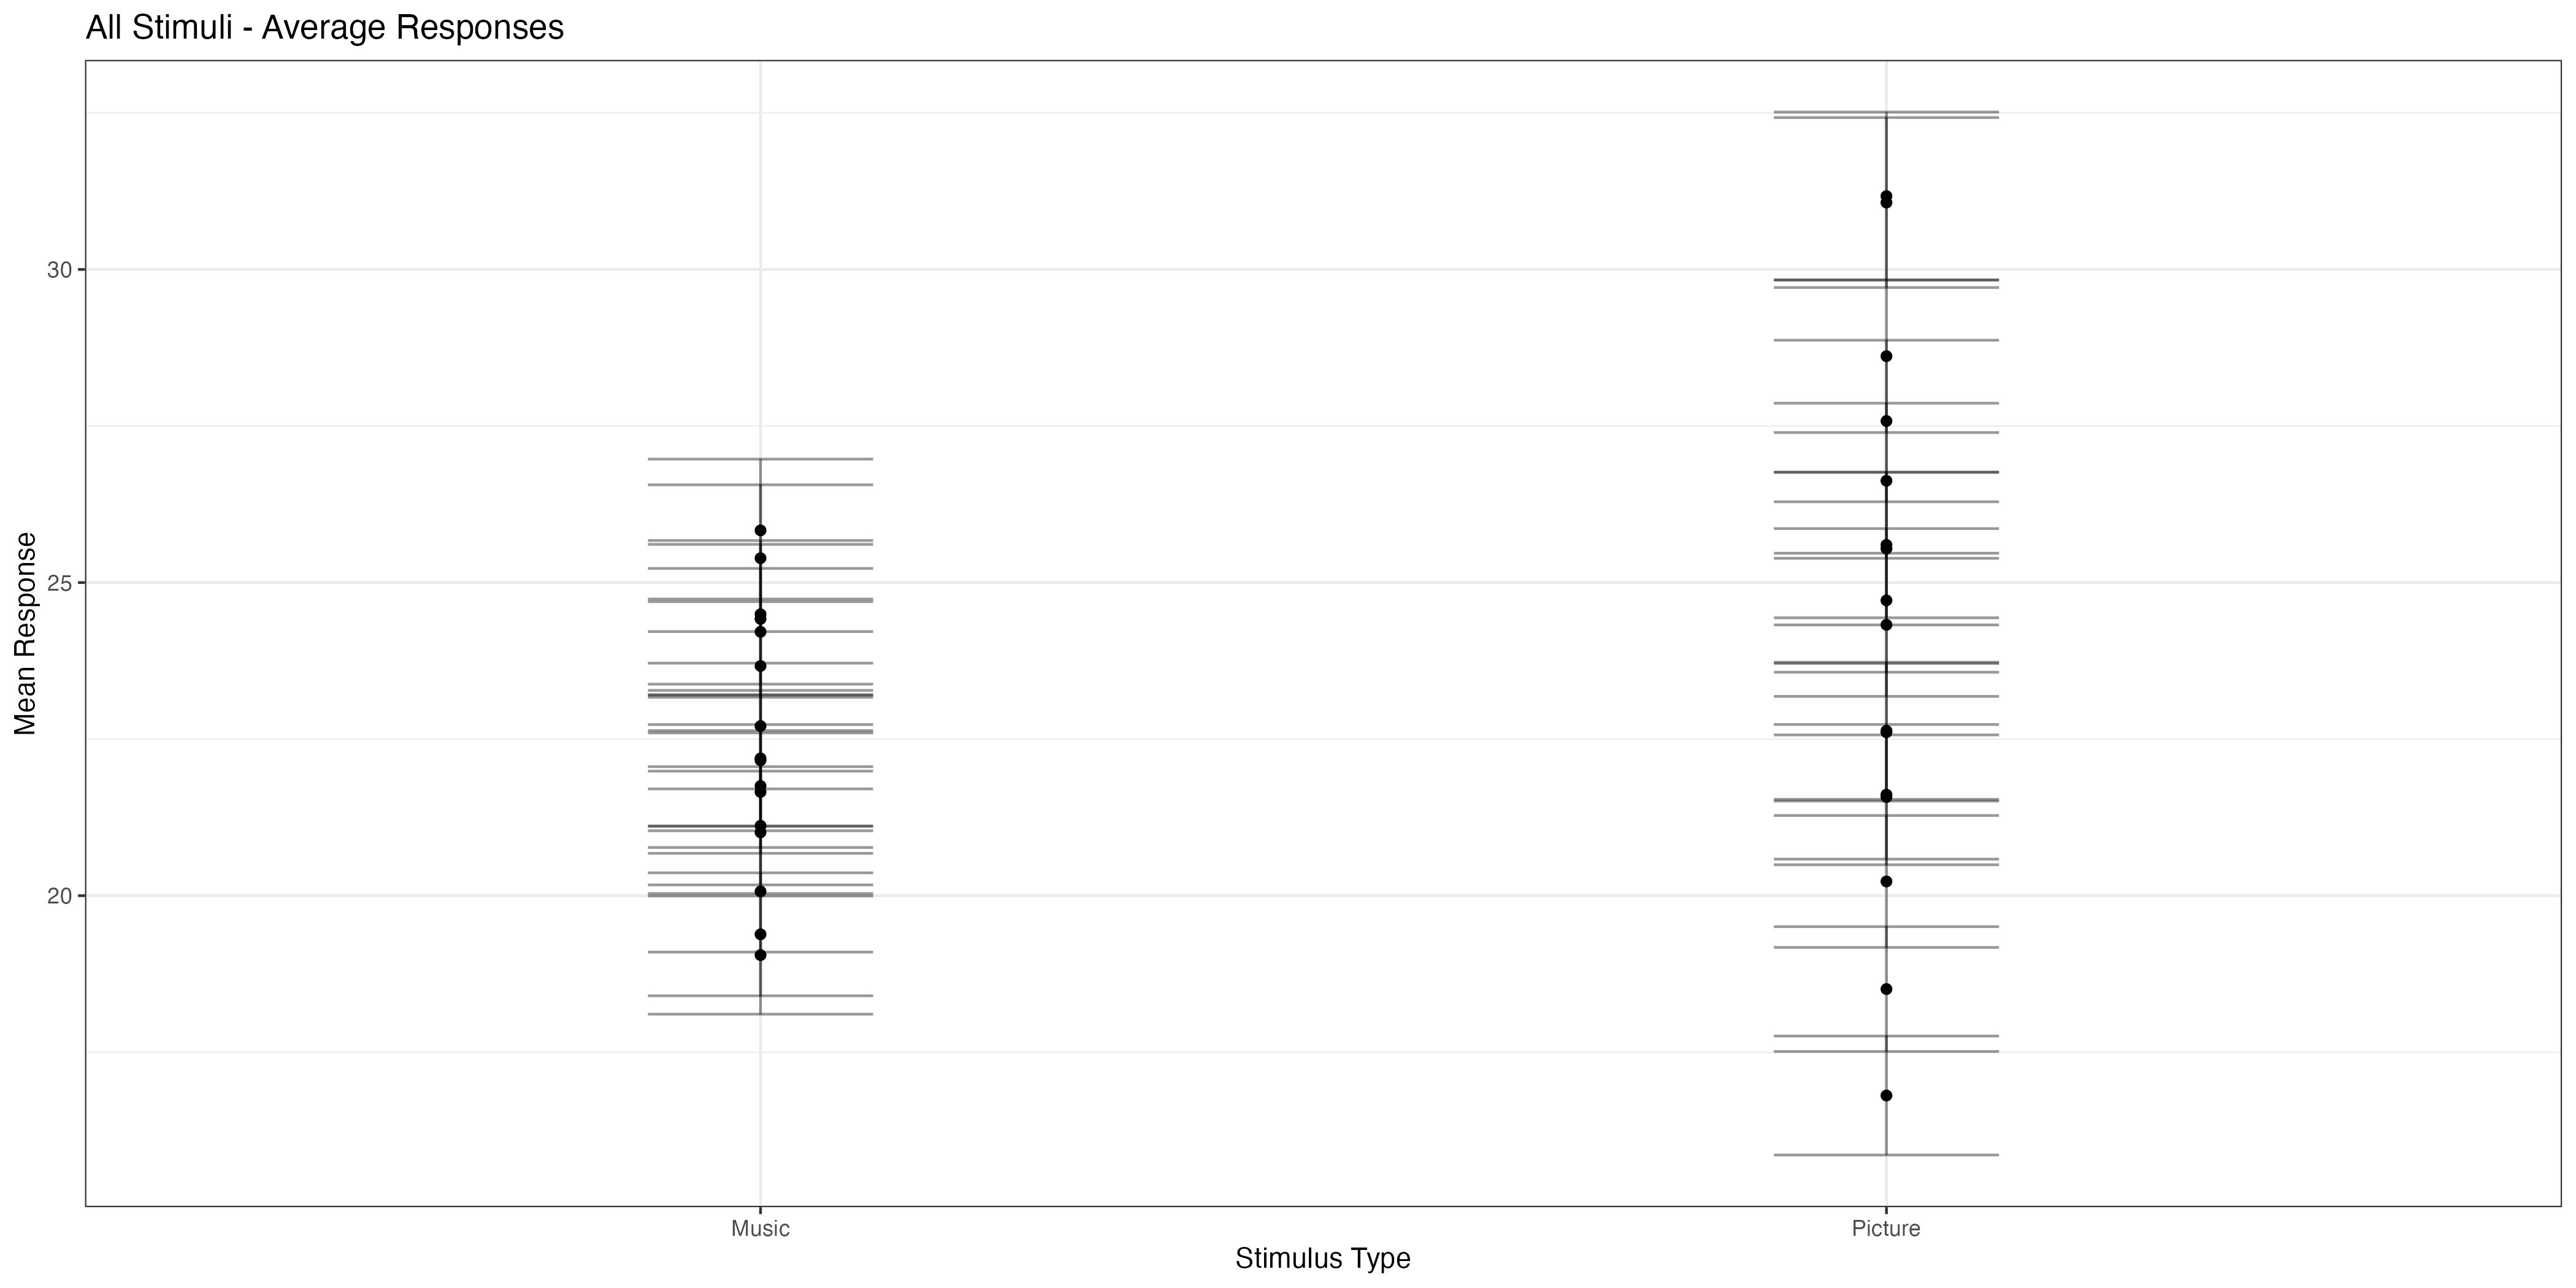 All Stimuli - Average Responses
Mean Response
30
25
20
Music
Picture
Stimulus Type